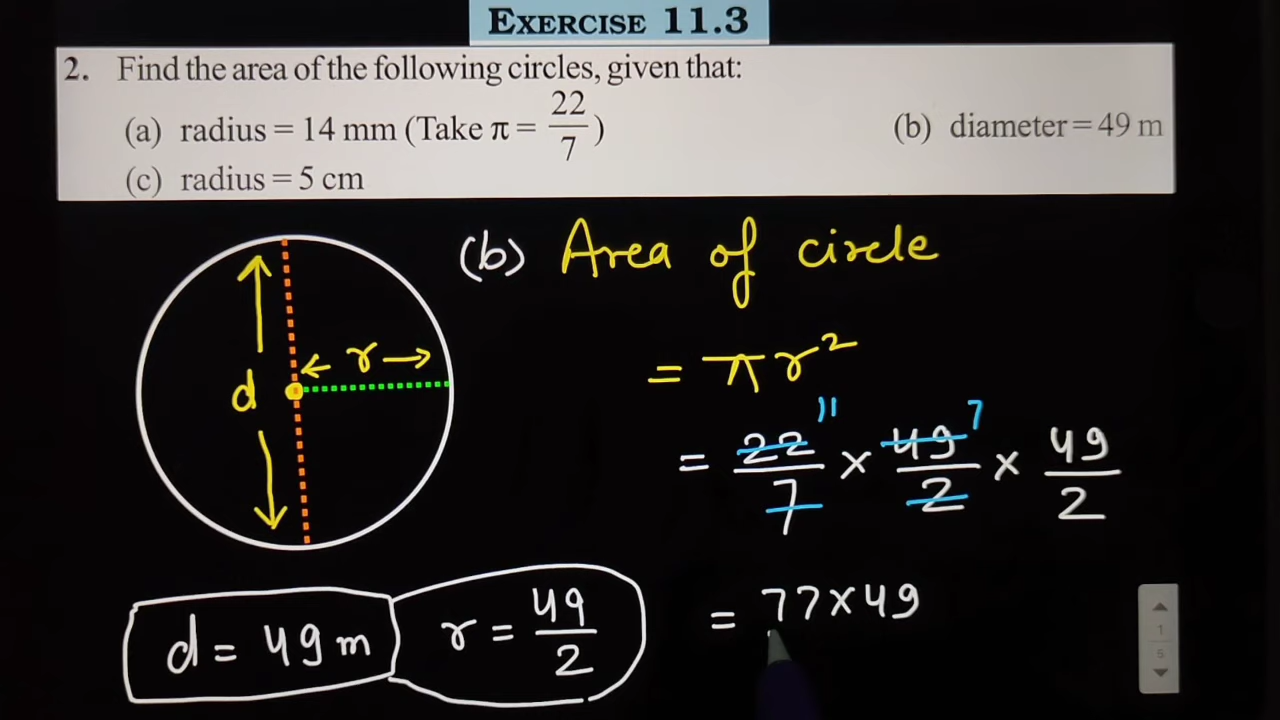 EXERCISE 11.3
2. Find the area of the following circles, given that:
(a) radius = 14 mm (Take π = 22/7)
(b) diameter = 49 m
(c) radius = 5 cm
(b) Area of circle
= πr²
d
r
= 22/7 × 49/2 × 49/2
11
7
d = 49 m
r = 49/2
= 77 × 49
1
5